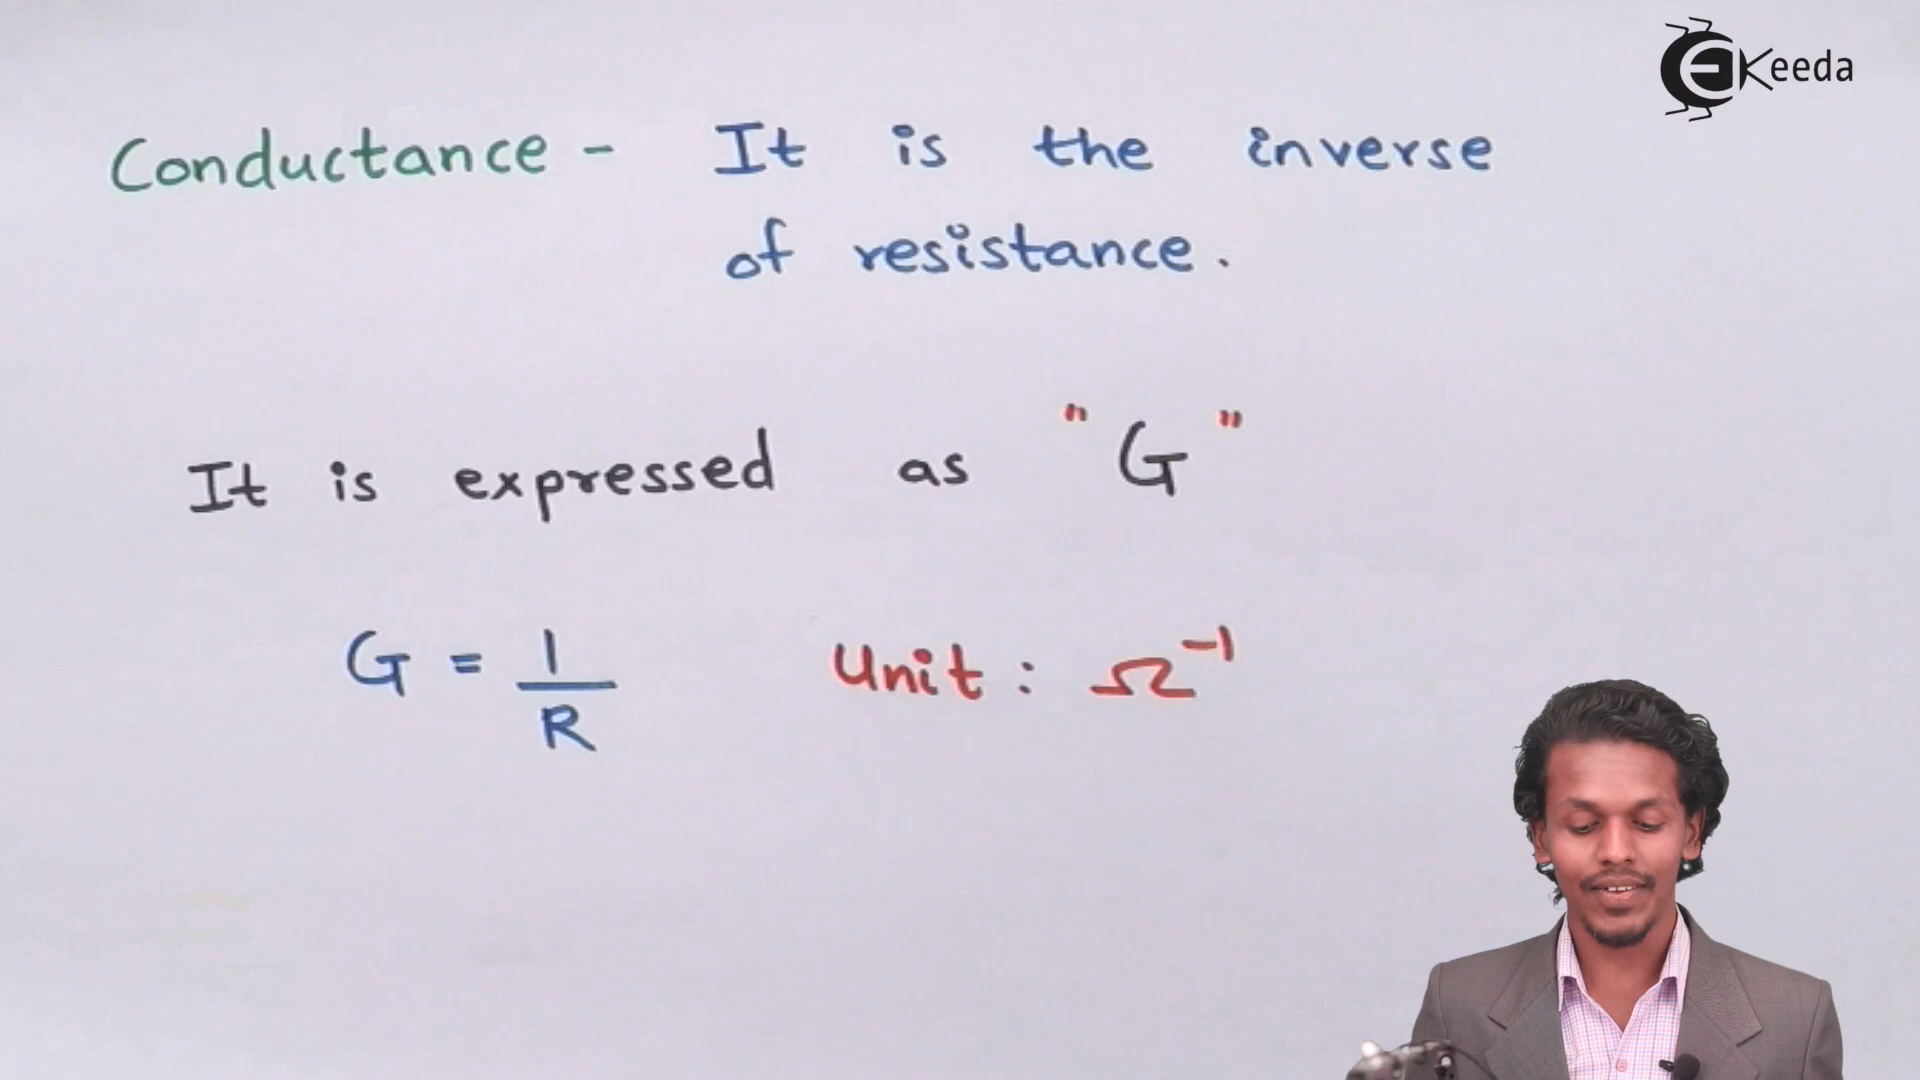 EKeeda
Conductance - It is the inverse
of resistance.
It is expressed as "G"
G = 1/R Unit : Ω⁻¹